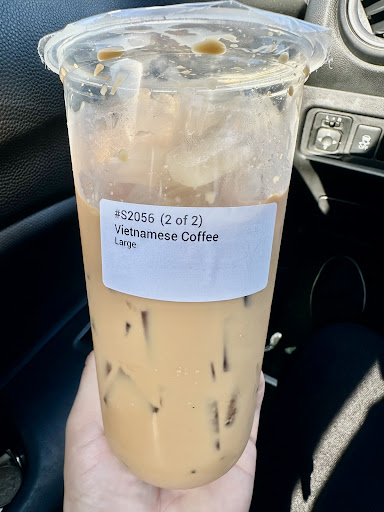 #S2056 (2 of 2)
Vietnamese Coffee
Large